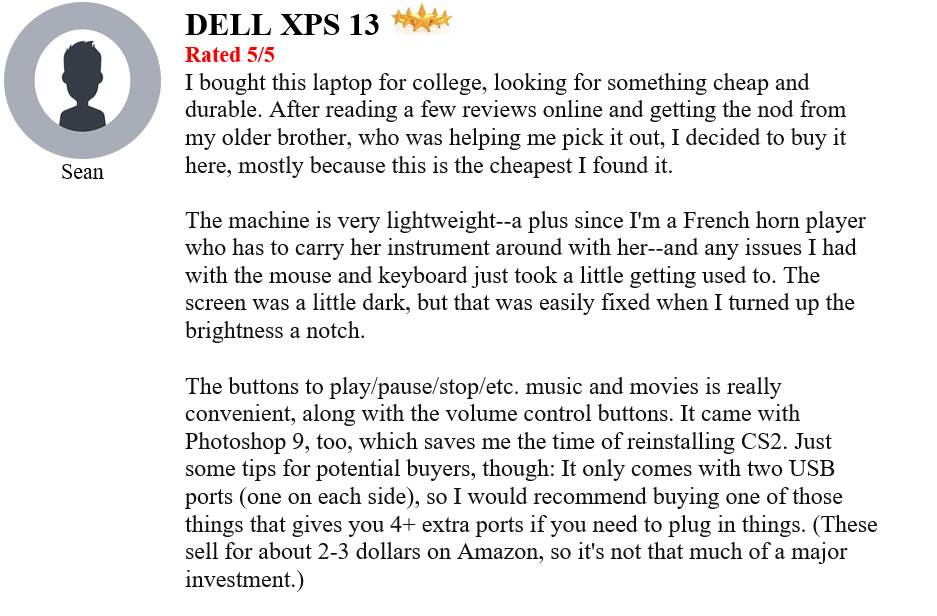 DELL XPS 13
Rated 5/5
I bought this laptop for college, looking for something cheap and
durable. After reading a few reviews online and getting the nod from
my older brother, who was helping me pick it out, I decided to buy it
here, mostly because this is the cheapest I found it.
Sean
The machine is very lightweight--a plus since I'm a French horn player
who has to carry her instrument around with her--and any issues I had
with the mouse and keyboard just took a little getting used to. The
screen was a little dark, but that was easily fixed when I turned up the
brightness a notch.
The buttons to play/pause/stop/etc. music and movies is really
convenient, along with the volume control buttons. It came with
Photoshop 9, too, which saves me the time of reinstalling CS2. Just
some tips for potential buyers, though: It only comes with two USB
ports (one on each side), so I would recommend buying one of those
things that gives you 4+ extra ports if you need to plug in things. (These
sell for about 2-3 dollars on Amazon, so it's not that much of a major
investment.)